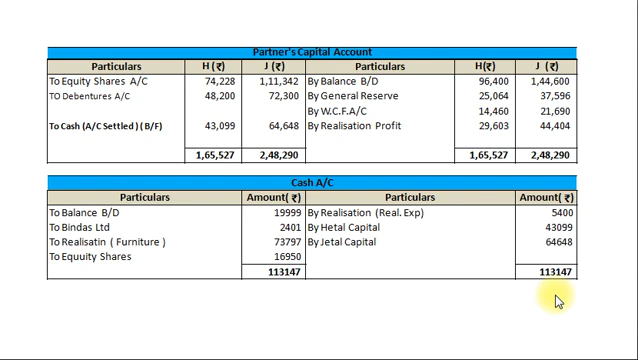 Partner's Capital Account
Particulars H (₹) J (₹) Particulars H(₹) J (₹)
To Equity Shares A/C 74,228 1,11,342 By Balance B/D 96,400 1,44,600
TO Debentures A/C 48,200 72,300 By General Reserve 25,064 37,596
By W.C.F.A/C 14,460 21,690
To Cash (A/C Settled ) ( B/F) 43,099 64,648 By Realisation Profit 29,603 44,404
1,65,527 2,48,290 1,65,527 2,48,290
Cash A/C
Particulars Amount( ₹) Particulars Amount( ₹)
To Balance B/D 19999 By Realisation (Real. Exp) 5400
To Bindas Ltd 2401 By Hetal Capital 43099
To Realisatin ( Furniture ) 73797 By Jetal Capital 64648
To Equuity Shares 16950
113147 113147